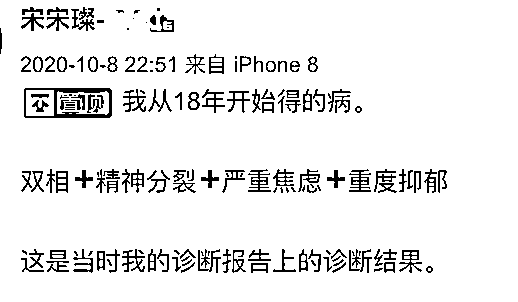 宋宋璨-
2020-10-8 22:51 来自 iPhone 8
置顶 我从18年开始得的病。
双相+精神分裂+严重焦虑+重度抑郁
这是当时我的诊断报告上的诊断结果。